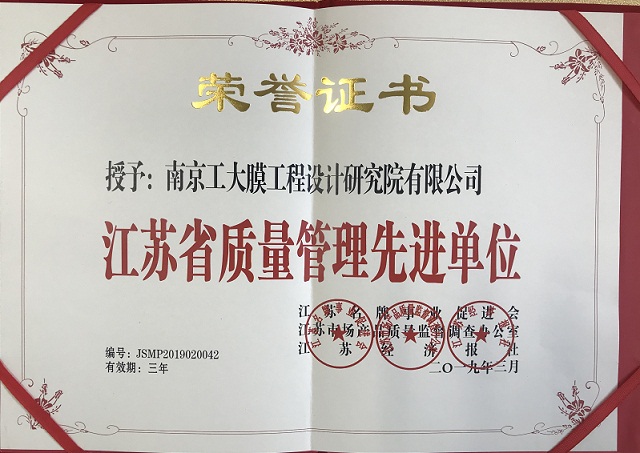 荣誉证书
授予：南京工大膜工程设计研究院有限公司
江苏省质量管理先进单位
江苏名牌事业促进会
江苏市场产品质量监督调查办公室
江苏经济报社
编号：JSMP2019020042
有效期：三年
二〇一九年三月